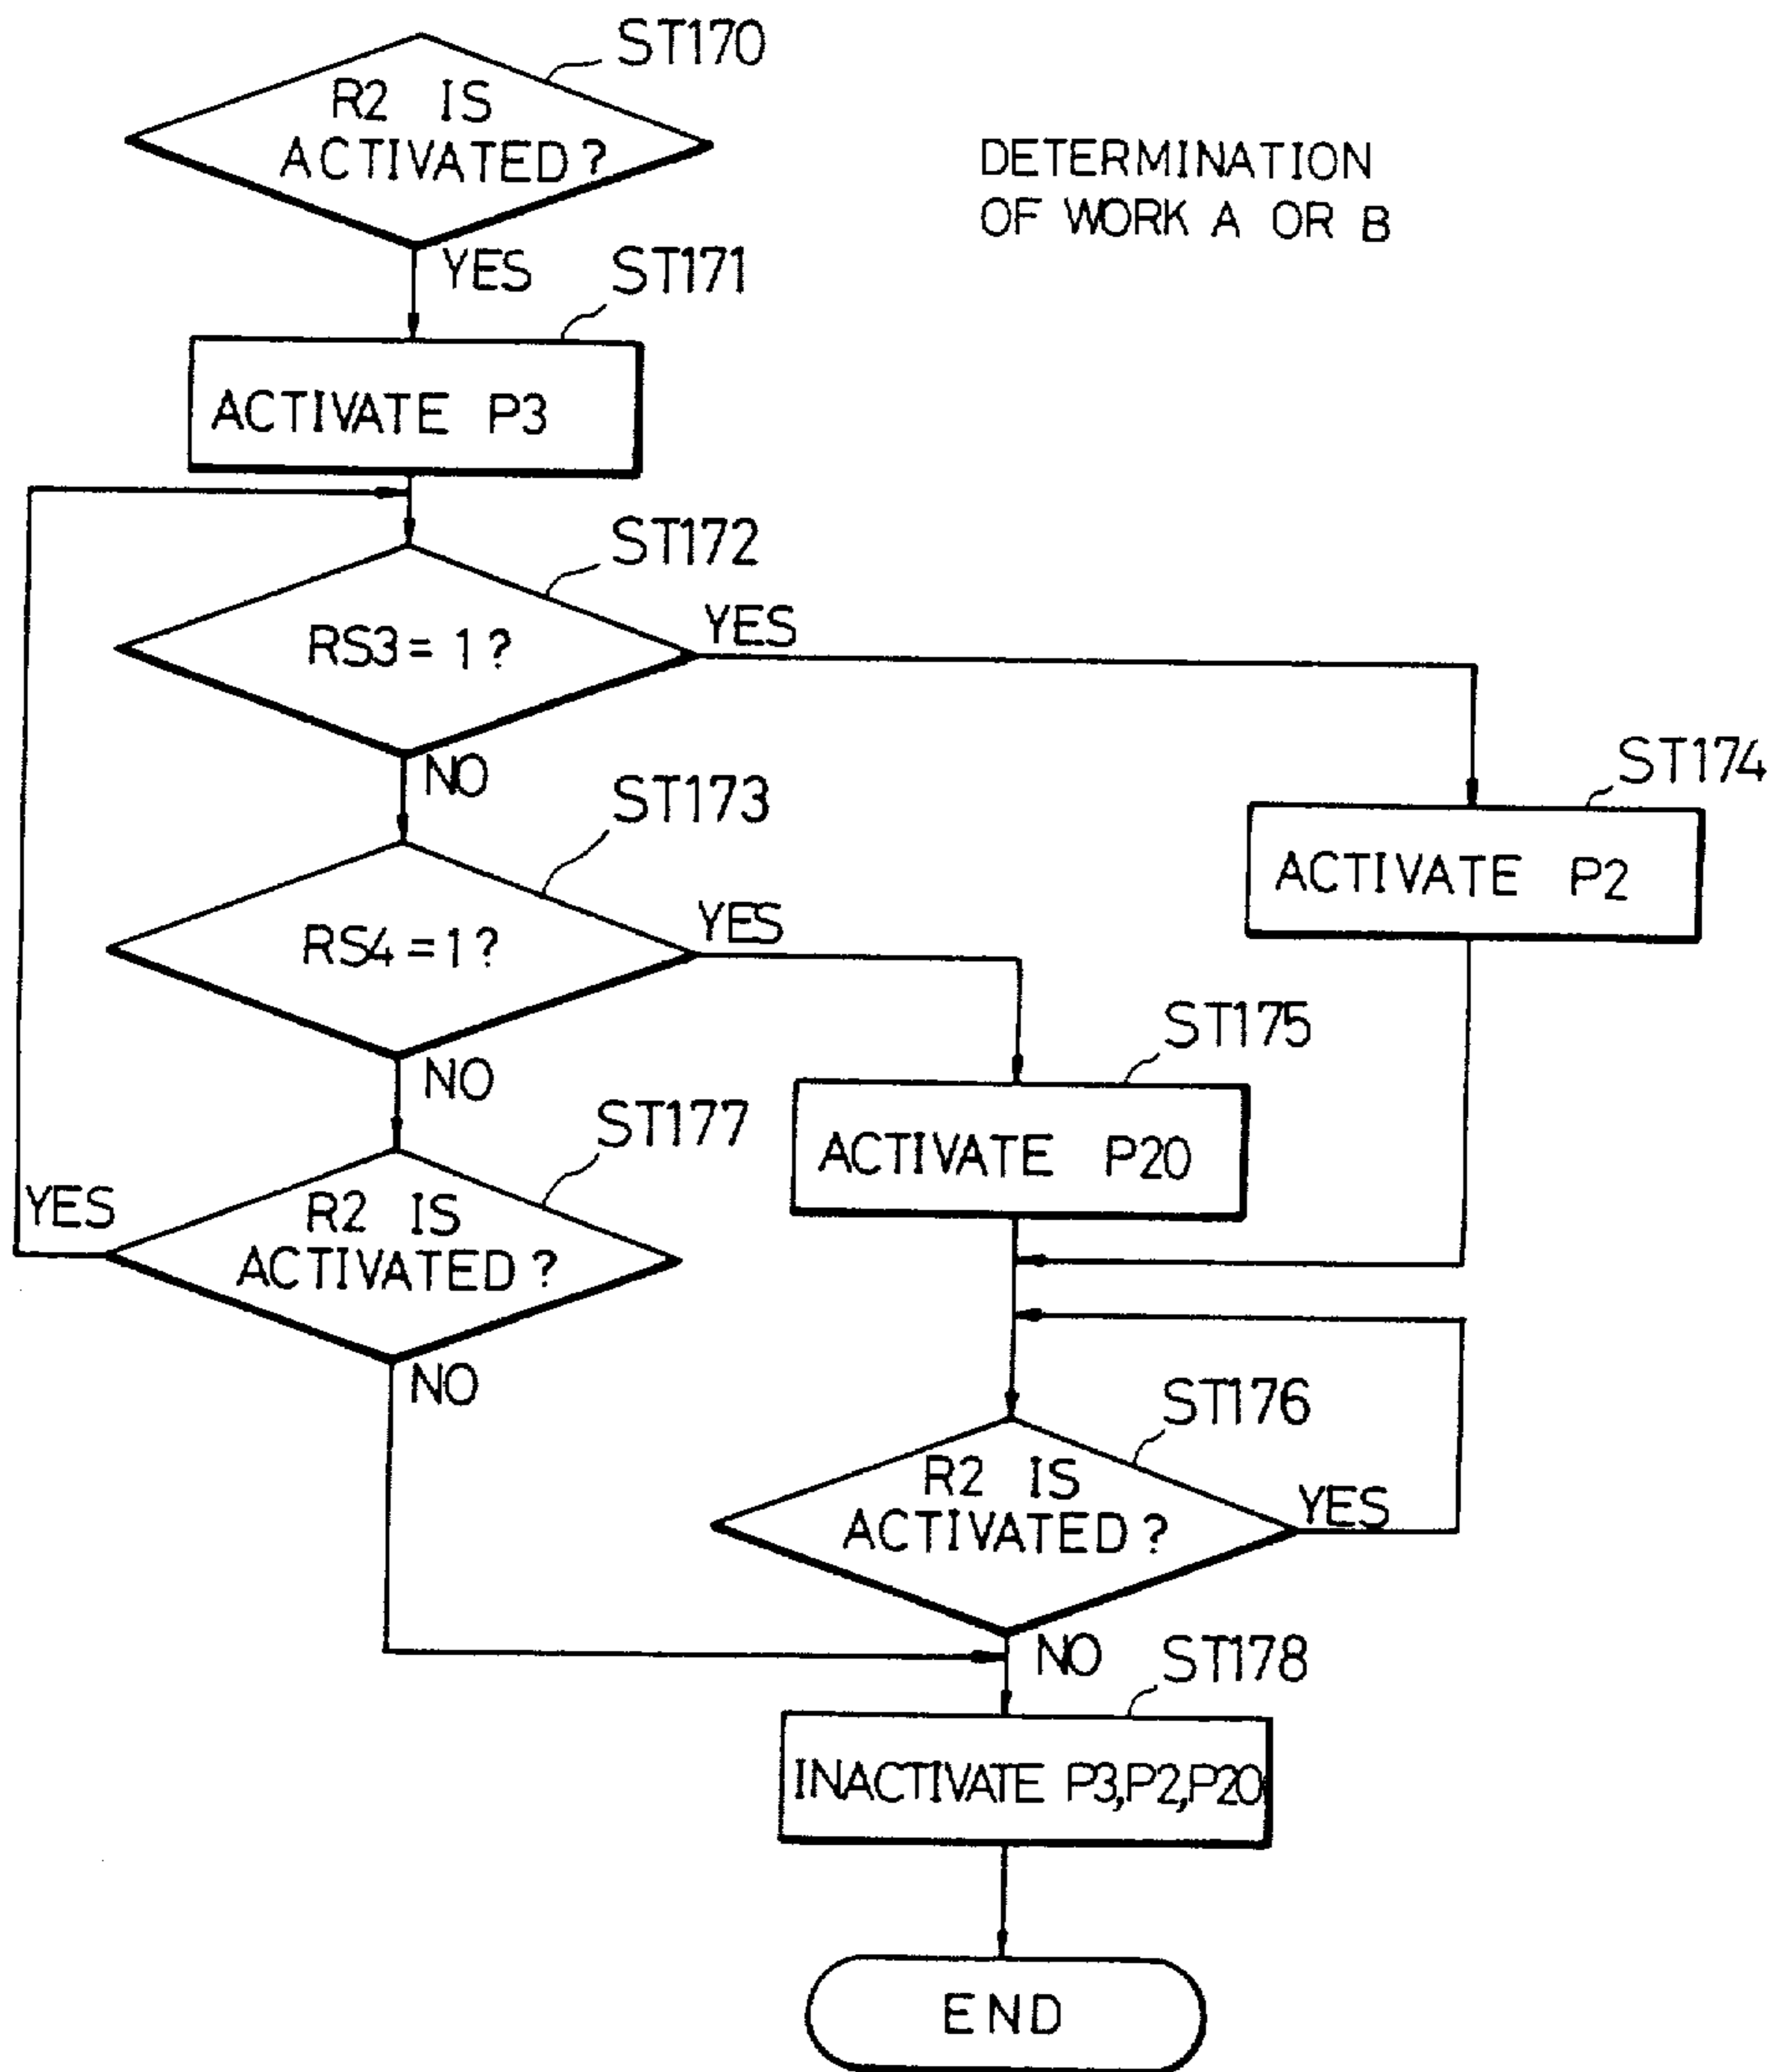 ST170
R2 IS
ACTIVATED?
DETERMINATION
OF WORK A OR B
YES
ST171
ACTIVATE P3
ST172
RS3=1?
YES
NO
ST173
ST174
ACTIVATE P2
RS4=1?
YES
NO
ST175
ACTIVATE P20
ST177
YES
R2 IS
ACTIVATED?
NO
ST176
R2 IS
ACTIVATED?
YES
NO
ST178
INACTIVATE P3,P2,P20
END